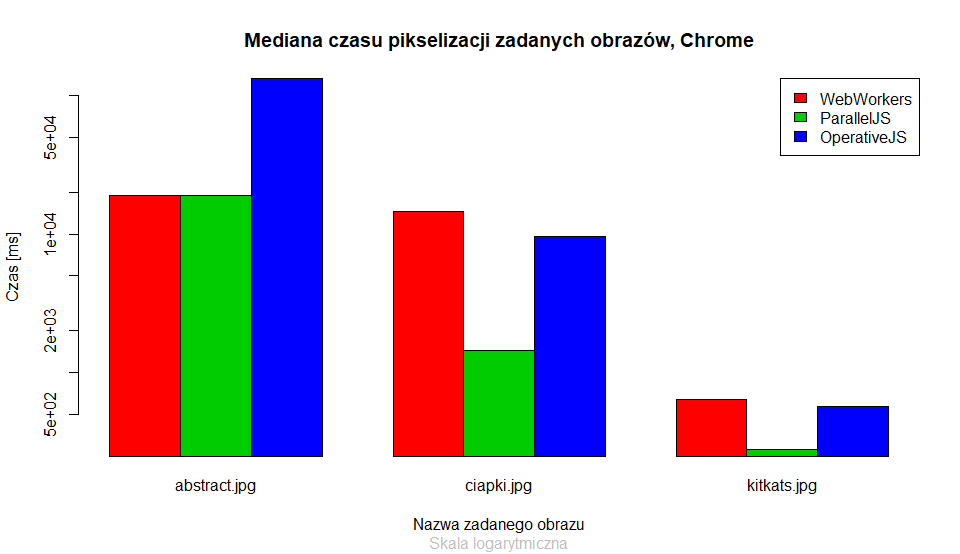 Mediana czasu pikselizacji zadanych obrazów, Chrome
WebWorkers
ParallelJS
OperativeJS
Czas [ms]
5e+04
1e+04
2e+03
5e+02
abstract.jpg
ciapki.jpg
kitkats.jpg
Nazwa zadanego obrazu
Skala logarytmiczna